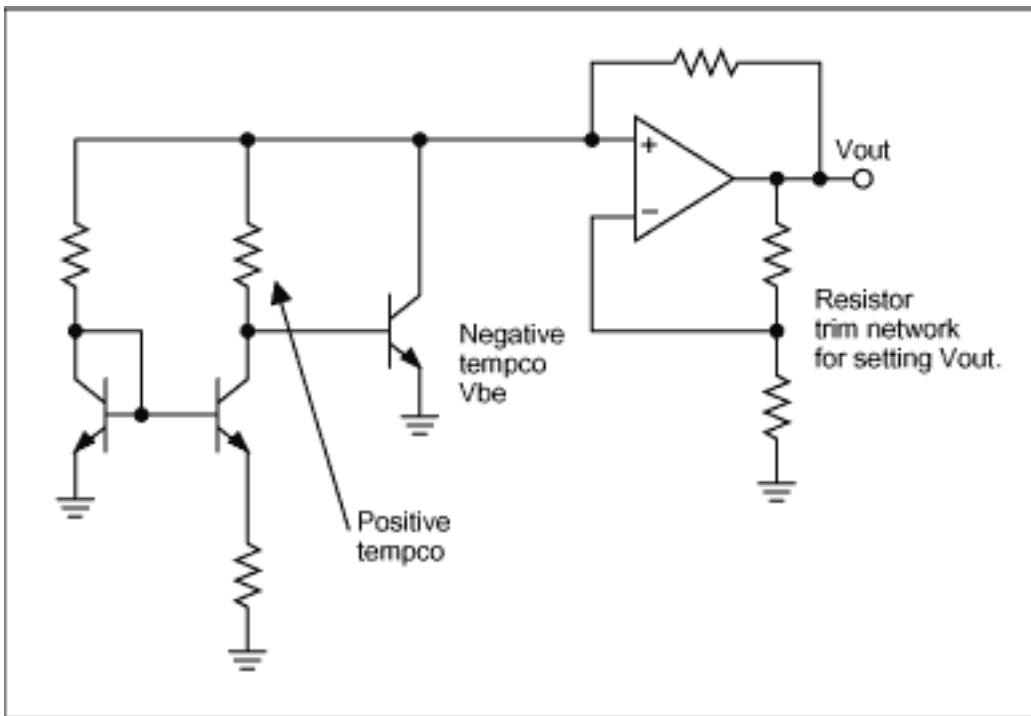 +
Vout
−
Resistor
trim network
for setting Vout.
Negative
tempco
Vbe
Positive
tempco